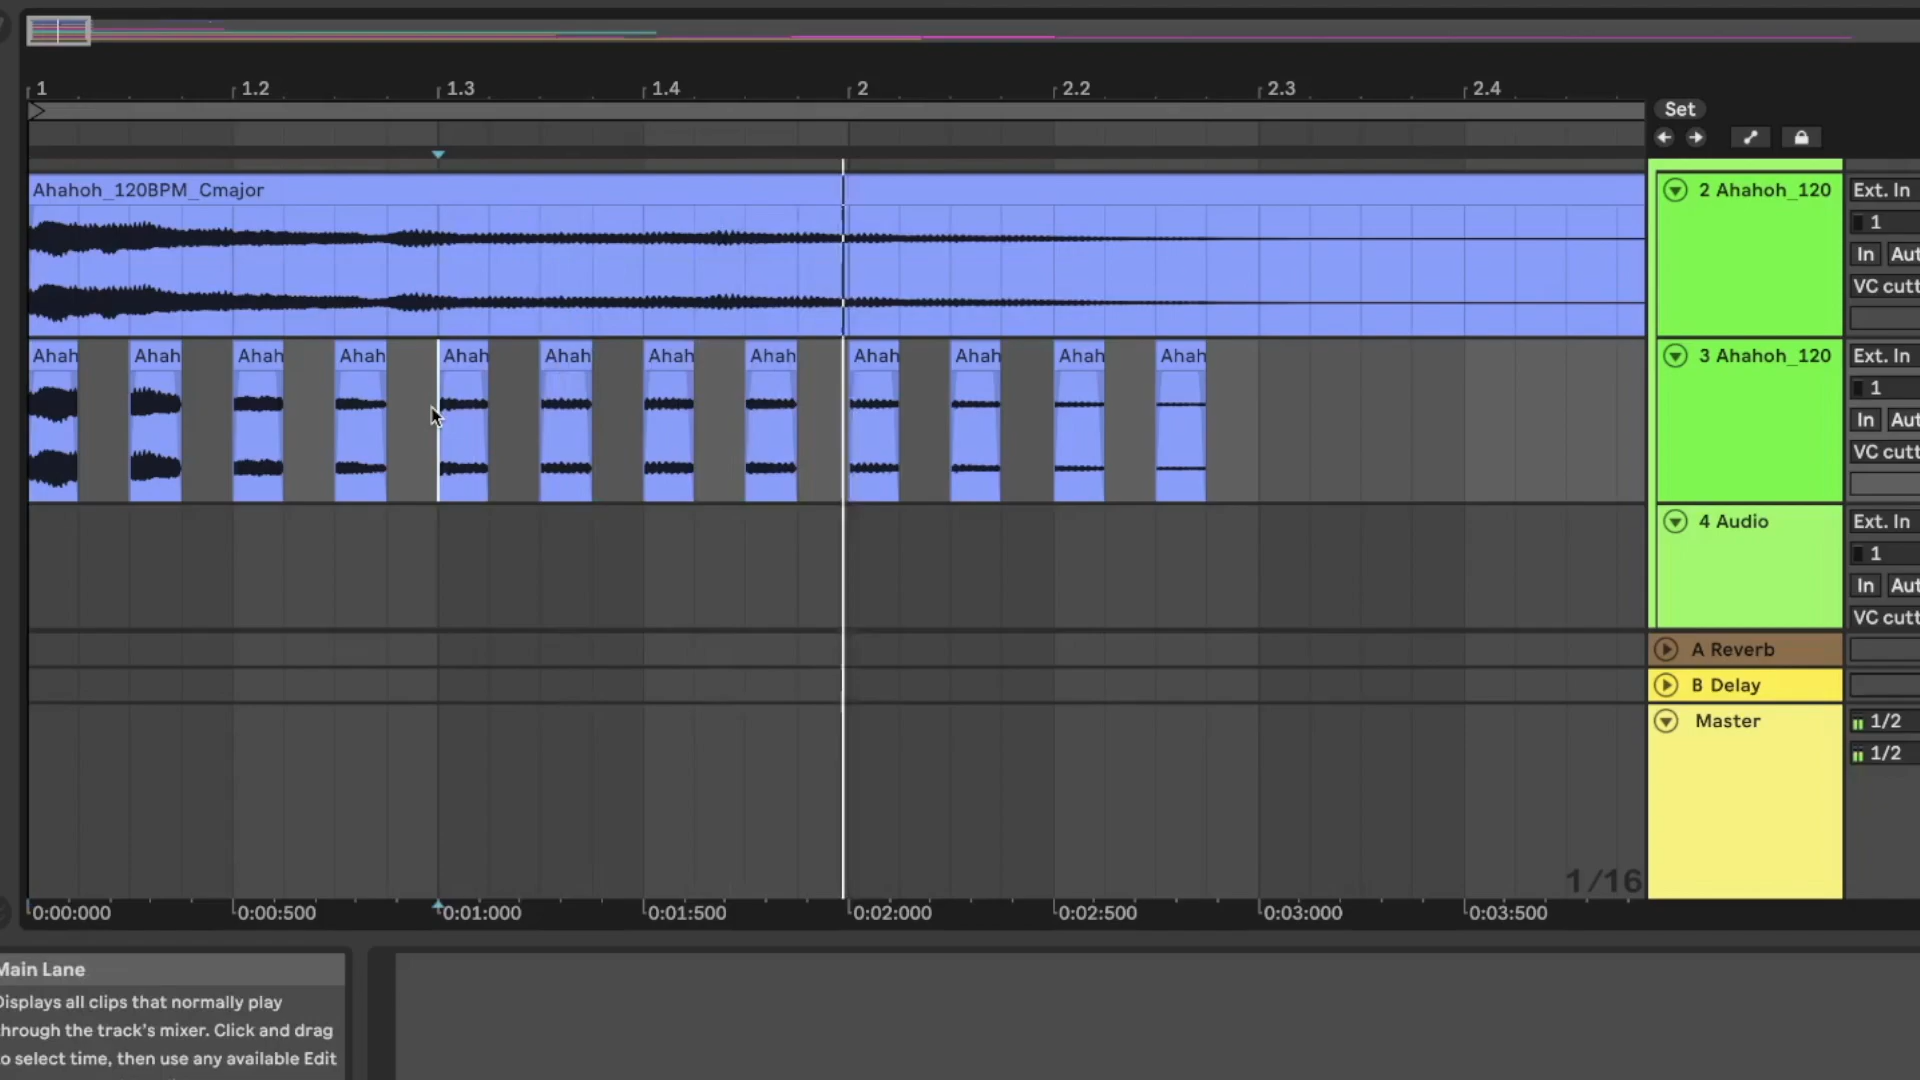 1 1.2 1.3 1.4 2 2.2 2.3 2.4
Set
Ahahoh_120BPM_Cmajor
2 Ahahoh_120 Ext. In
1
In Aut
VC cutt
Ahah Ahah Ahah Ahah Ahah Ahah Ahah Ahah Ahah Ahah Ahah Ahah
3 Ahahoh_120 Ext. In
1
In Aut
VC cutt
4 Audio Ext. In
1
In Aut
VC cutt
A Reverb
B Delay
Master 1/2
1/2
1/16
0:00:000 0:00:500 0:01:000 0:01:500 0:02:000 0:02:500 0:03:000 0:03:500
Main Lane
Displays all clips that normally play
through the track's mixer. Click and drag
to select time, then use any available Edit